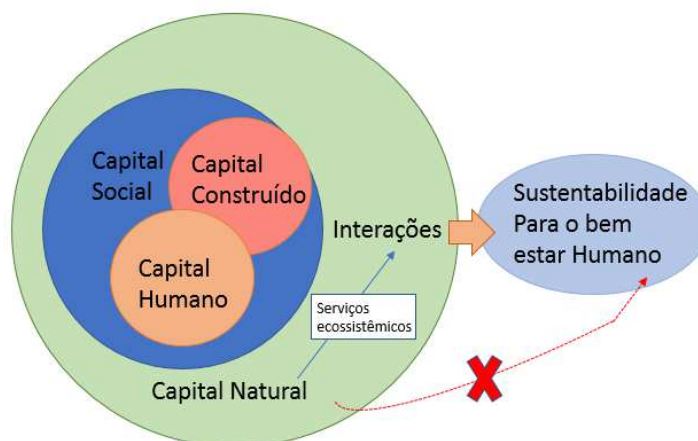 Capital
Social
Capital
Construído
Capital
Humano
Interações
Serviços
ecossistêmicos
Capital Natural
Sustentabilidade
Para o bem
estar Humano